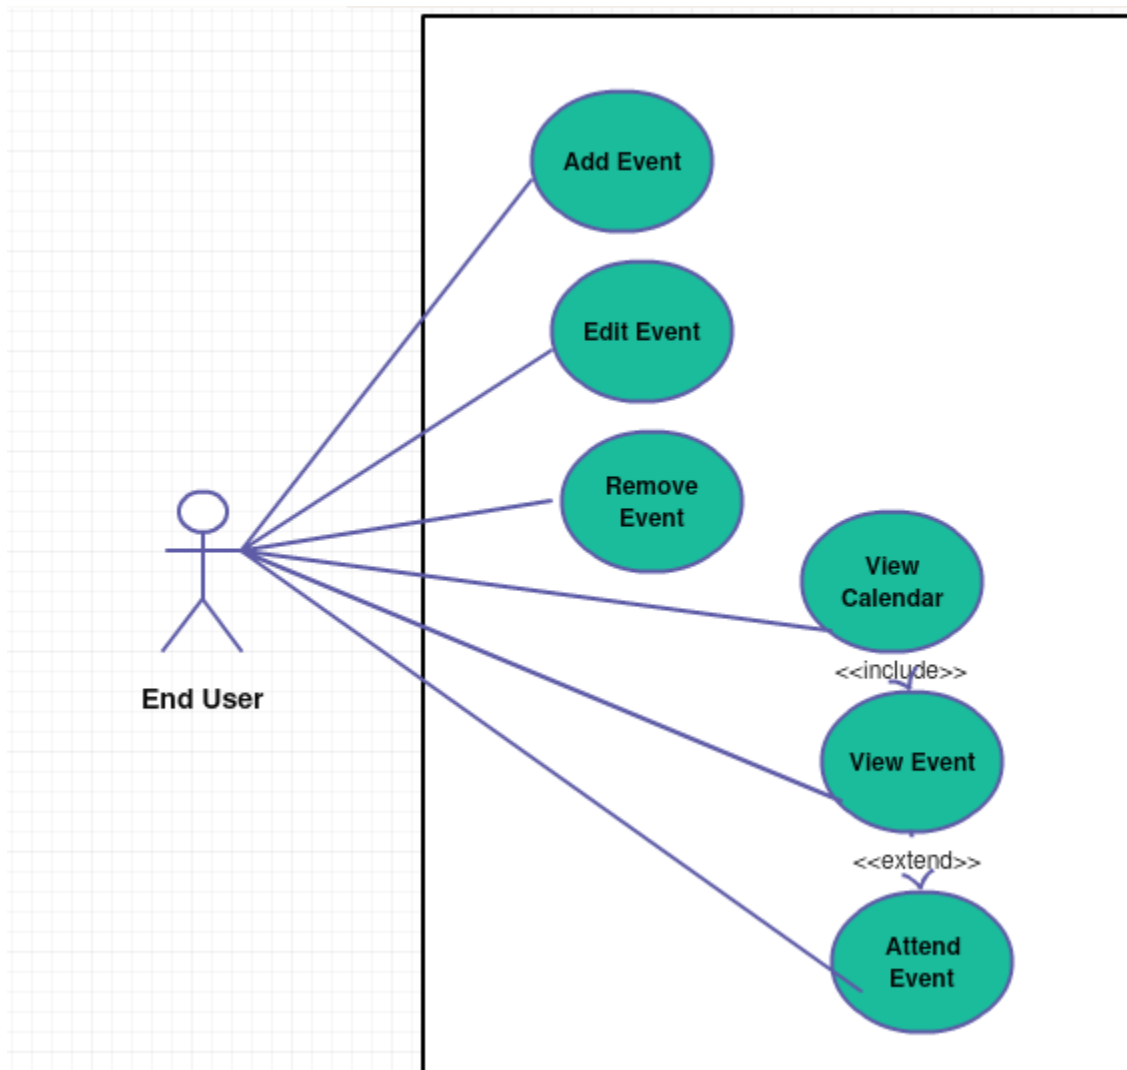 Add Event
Edit Event
Remove
Event
View
Calendar
<<include>>
End User
View Event
<<extend>>
Attend
Event